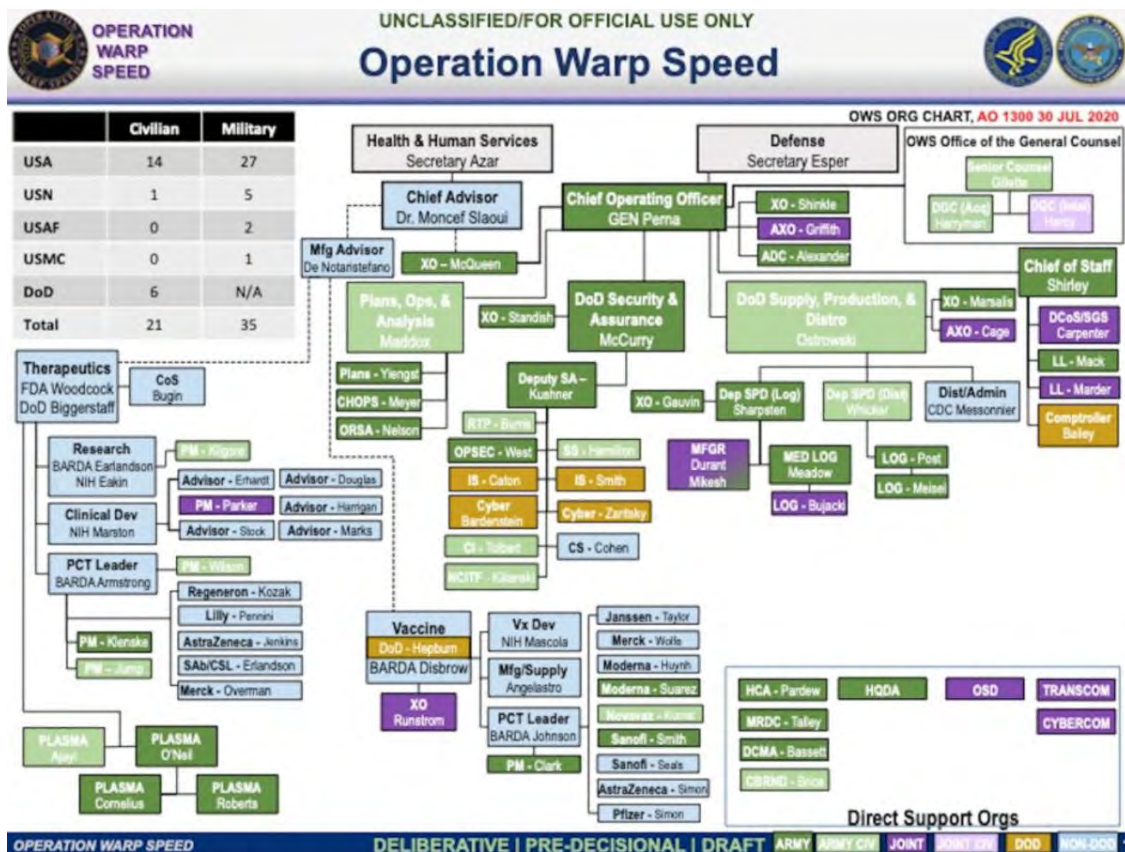 UNCLASSIFIED/FOR OFFICIAL USE ONLY
OPERATION
WARP
SPEED
Operation Warp Speed
OWS ORG CHART, AO 1300 30 JUL 2020
Civilian Military
USA 14 27
USN 1 5
USAF 0 2
USMC 0 1
DoD 6 N/A
Total 21 35
Health & Human Services
Secretary Azar
Defense
Secretary Esper
OWS Office of the General Counsel
Senior Counsel
Gillette
DGC (Acq)
Harryman
DGC (Intel)
Chief Advisor
Dr. Moncef Slaoui
Chief Operating Officer
GEN Perna
XO - Shinkle
AXO - Griffith
ADC - Alexander
Mfg Advisor
De Notaristefano
XO – McQueen
Chief of Staff
Shirley
Plans, Ops, &
Analysis
Maddox
XO - Standish
DoD Security &
Assurance
McCurry
DoD Supply, Production, &
Distro
Ostrowski
XO - Marsalis
AXO - Cage
DCoS/SGS
Carpenter
LL - Mack
LL - Marder
Comptroller
Bailey
Therapeutics
FDA Woodcock
DoD Biggerstaff
CoS
Bugin
Plans - Yiengst
CHOPS - Meyer
ORSA - Nelson
Deputy SA –
Kushner
XO - Gauvin
Dep SPD (Log)
Sharpsten
Dep SPD (Dist)
Whicker
Dist/Admin
CDC Messonnier
RTP - Burns
OPSEC - West
SS - Hamilton
IS - Caton
IS - Smith
Cyber
Bardenstein
Cyber - Zaritsky
CI - Tolbert
CS - Cohen
NCITF - Kilianski
MFGR
Durant
Mikesh
MED LOG
Meadow
LOG - Bujacki
LOG - Post
LOG - Meisel
Research
BARDA Earlandson
NIH Eakin
PM - Kilgore
Clinical Dev
NIH Marston
Advisor - Erhardt
Advisor - Douglas
PM - Parker
Advisor - Harrigan
Advisor - Stock
Advisor - Marks
PCT Leader
BARDA Armstrong
PM - Wilson
Regeneron - Kozak
Lilly - Pennini
AstraZeneca - Jenkins
SAb/CSL - Erlandson
Merck - Overman
PM - Klenske
PM - Jump
PLASMA
Ajayi
PLASMA
O'Neil
PLASMA
Cornelius
PLASMA
Roberts
Vaccine
DoD - Hepburn
BARDA Disbrow
XO
Runstrom
Vx Dev
NIH Mascola
Mfg/Supply
Angelastro
PCT Leader
BARDA Johnson
PM - Clark
Janssen - Taylor
Merck - Wolfe
Moderna - Huynh
Moderna - Suarez
Novavax - Kumar
Sanofi - Smith
Sanofi - Seals
AstraZeneca - Simon
Pfizer - Simon
HCA - Pardew
HQDA
OSD
TRANSCOM
MRDC - Talley
CYBERCOM
DCMA - Bassett
CBRND - Brice
Direct Support Orgs
OPERATION WARP SPEED
DELIBERATIVE | PRE-DECISIONAL | DRAFT
ARMY ARMY CIV JOINT JOINT CIV DOD NON-DOD